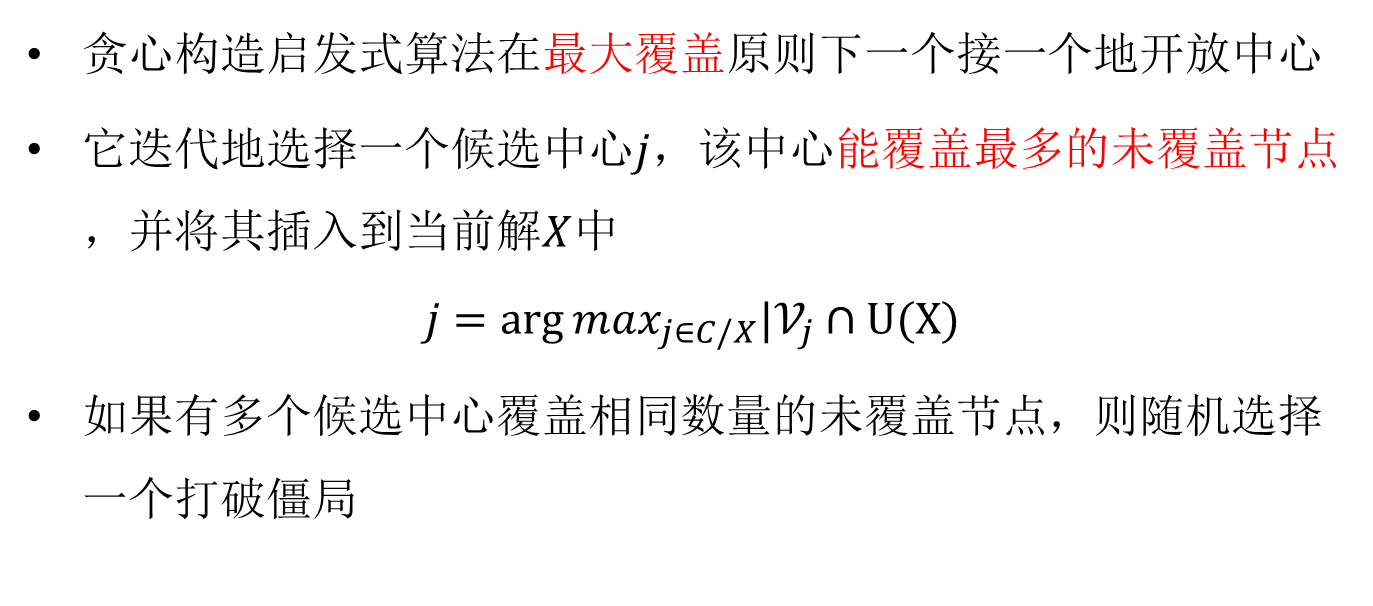 • 贪心构造启发式算法在最大覆盖原则下一个接一个地开放中心
• 它迭代地选择一个候选中心j，该中心能覆盖最多的未覆盖节点
，并将其插入到当前解X中
j = arg max_{j∈C/X}|𝒱_j ∩ U(X)
• 如果有多个候选中心覆盖相同数量的未覆盖节点，则随机选择
一个打破僵局